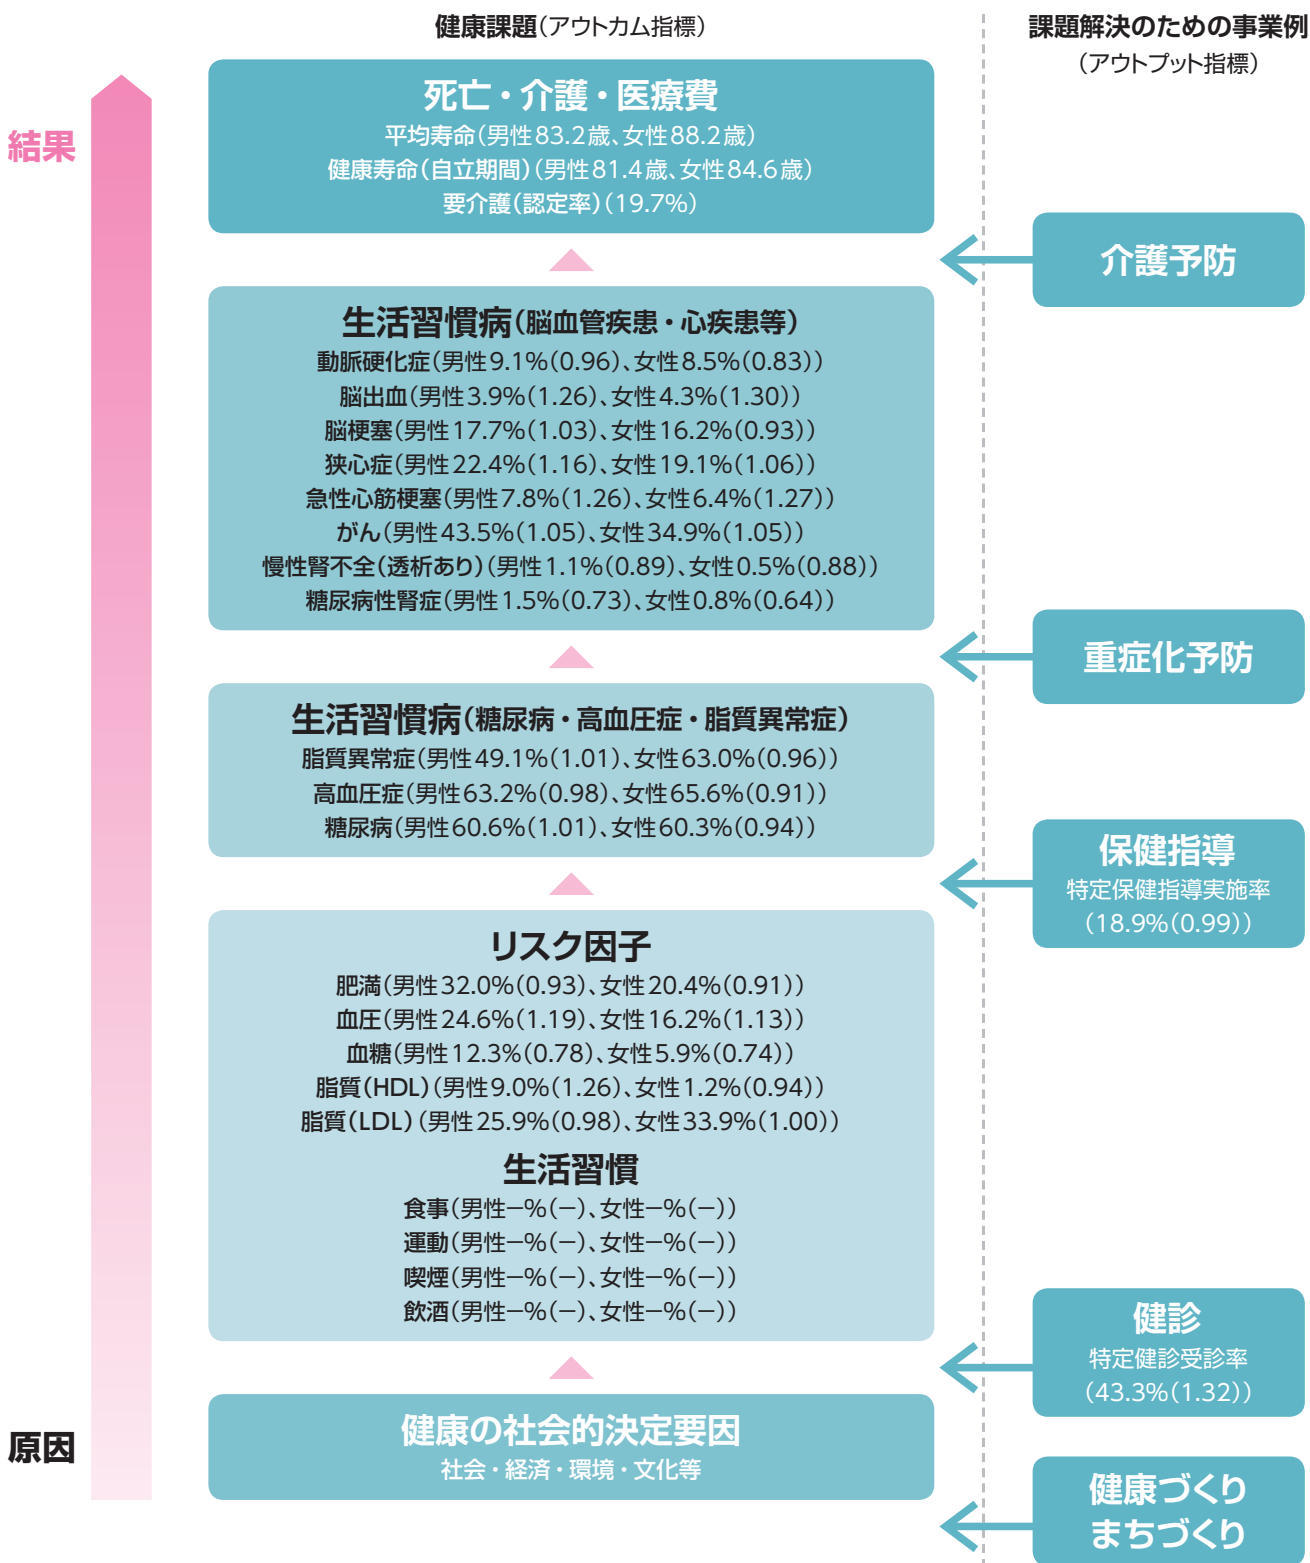 健康課題（アウトカム指標）
課題解決のための事業例
（アウトプット指標）
結果
死亡・介護・医療費
平均寿命（男性83.2歳、女性88.2歳）
健康寿命（自立期間）（男性81.4歳、女性84.6歳）
要介護（認定率）（19.7％）
介護予防
生活習慣病（脳血管疾患・心疾患等）
動脈硬化症（男性9.1％（0.96）、女性8.5％（0.83））
脳出血（男性3.9％（1.26）、女性4.3％（1.30））
脳梗塞（男性17.7％（1.03）、女性16.2％（0.93））
狭心症（男性22.4％（1.16）、女性19.1％（1.06））
急性心筋梗塞（男性7.8％（1.26）、女性6.4％（1.27））
がん（男性43.5％（1.05）、女性34.9％（1.05））
慢性腎不全（透析あり）（男性1.1％（0.89）、女性0.5％（0.88））
糖尿病性腎症（男性1.5％（0.73）、女性0.8％（0.64））
重症化予防
生活習慣病（糖尿病・高血圧症・脂質異常症）
脂質異常症（男性49.1％（1.01）、女性63.0％（0.96））
高血圧症（男性63.2％（0.98）、女性65.6％（0.91））
糖尿病（男性60.6％（1.01）、女性60.3％（0.94））
保健指導
特定保健指導実施率
（18.9％（0.99））
リスク因子
肥満（男性32.0％（0.93）、女性20.4％（0.91））
血圧（男性24.6％（1.19）、女性16.2％（1.13））
血糖（男性12.3％（0.78）、女性5.9％（0.74））
脂質（HDL）（男性9.0％（1.26）、女性1.2％（0.94））
脂質（LDL）（男性25.9％（0.98）、女性33.9％（1.00））
生活習慣
食事（男性－％（－）、女性－％（－））
運動（男性－％（－）、女性－％（－））
喫煙（男性－％（－）、女性－％（－））
飲酒（男性－％（－）、女性－％（－））
健診
特定健診受診率
（43.3％（1.32））
原因
健康の社会的決定要因
社会・経済・環境・文化等
健康づくり
まちづくり